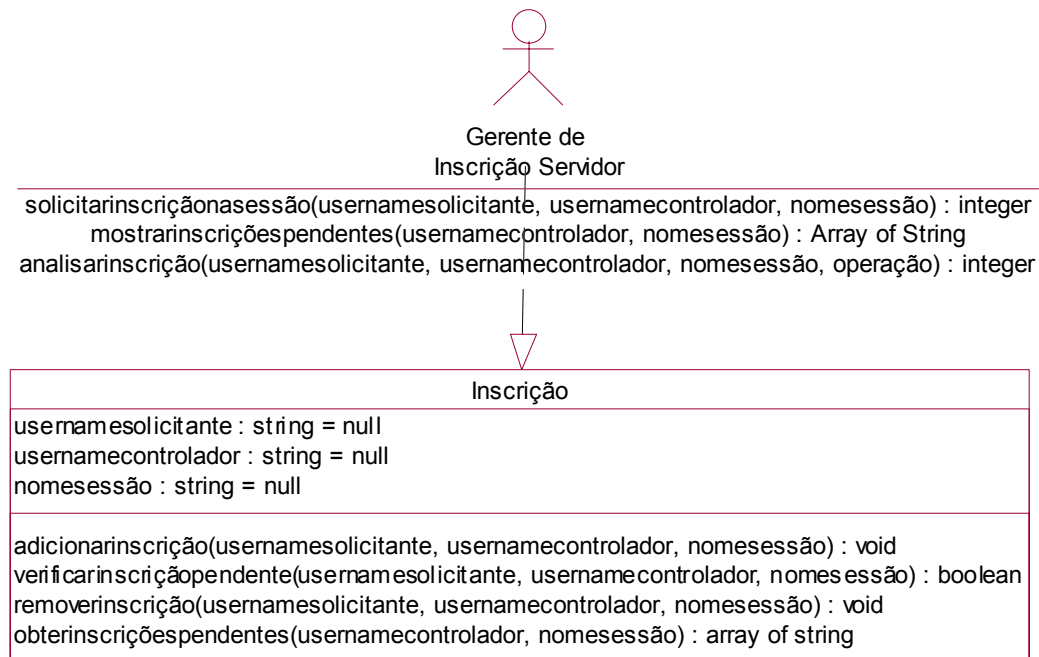 Gerente de
Inscrição Servidor
solicitarinscriçãonasessão(usernamesolicitante, usernamecontrolador, nomesessão) : integer
mostrarinscriçõespendentes(usernamecontrolador, nomesessão) : Array of String
analisarinscrição(usernamesolicitante, usernamecontrolador, nomesessão, operação) : integer
Inscrição
usernamesolicitante : string = null
usernamecontrolador : string = null
nomesessão : string = null
adicionarinscrição(usernamesolicitante, usernamecontrolador, nomesessão) : void
verificarinscriçãopendente(usernamesolicitante, usernamecontrolador, nomesessão) : boolean
removerinscrição(usernamesolicitante, usernamecontrolador, nomesessão) : void
obterinscriçõespendentes(usernamecontrolador, nomesessão) : array of string